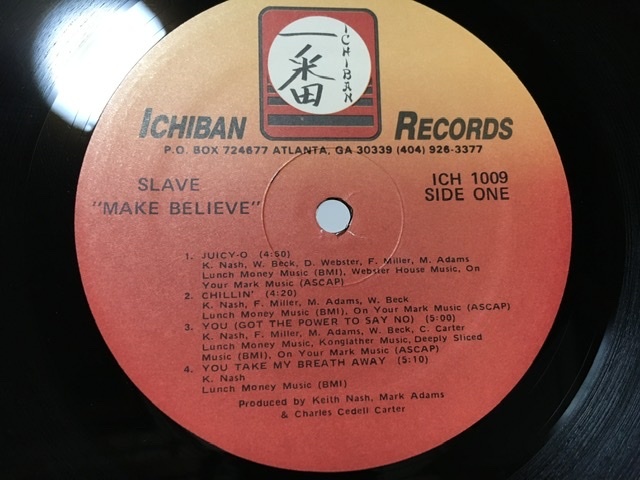 一番
ICHIBAN
ICHIBAN RECORDS
P.O. BOX 724677 ATLANTA, GA 30339 (404) 926-3377
SLAVE
"MAKE BELIEVE"
ICH 1009
SIDE ONE
1. JUICY-O (4:50)
K. Nash, W. Beck, D. Webster, F. Miller, M. Adams
Lunch Money Music (BMI), Webster House Music, On
Your Mark Music (ASCAP)
2. CHILLIN' (4:20)
K. Nash, F. Miller, M. Adams, W. Beck
Lunch Money Music (BMI), On Your Mark Music (ASCAP)
3. YOU (GOT THE POWER TO SAY NO) (5:00)
K. Nash, F. Miller, M. Adams, W. Beck, C. Carter
Lunch Money Music, Konglather Music, Deeply Sliced
Music (BMI), On Your Mark Music (ASCAP)
4. YOU TAKE MY BREATH AWAY (5:10)
K. Nash
Lunch Money Music (BMI)
Produced by Keith Nash, Mark Adams
& Charles Cedell Carter